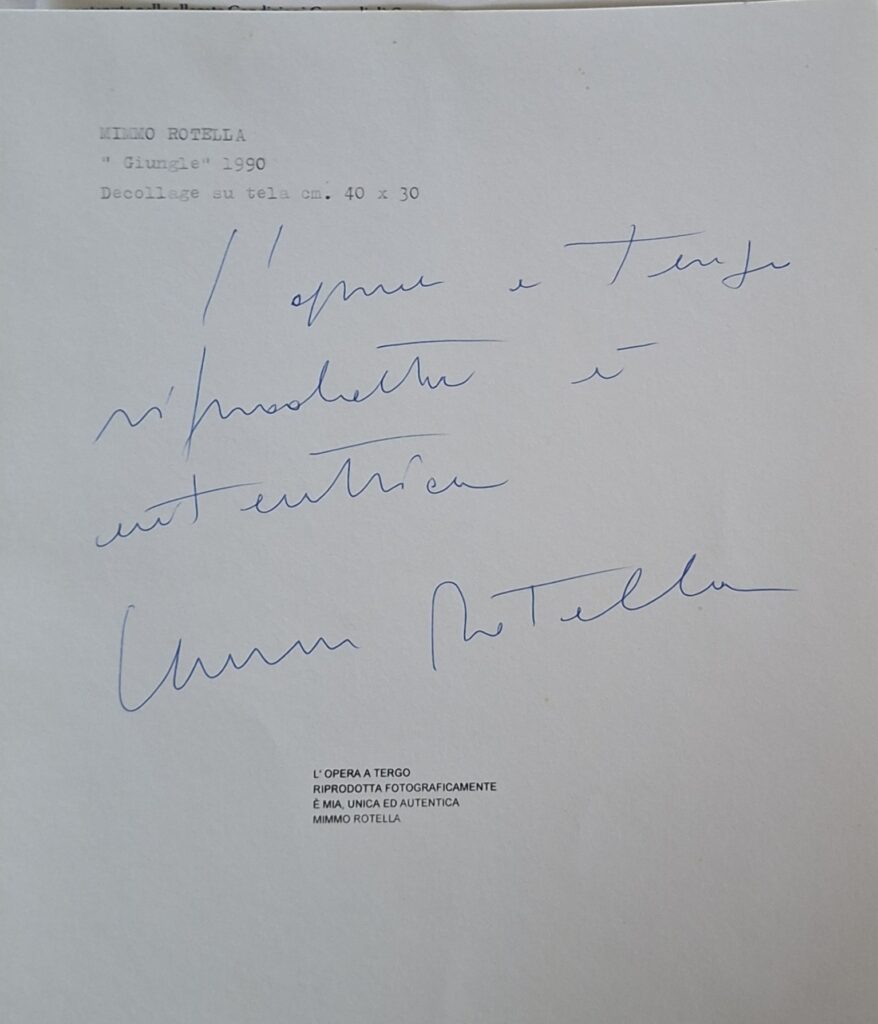 MIMMO ROTELLA
" Giungle" 1990
Decollage su tela cm. 40 x 30
l'opera a tergo
riprodotta è
autentica
Mimmo Rotella
L' OPERA A TERGO
RIPRODOTTA FOTOGRAFICAMENTE
È MIA, UNICA ED AUTENTICA
MIMMO ROTELLA